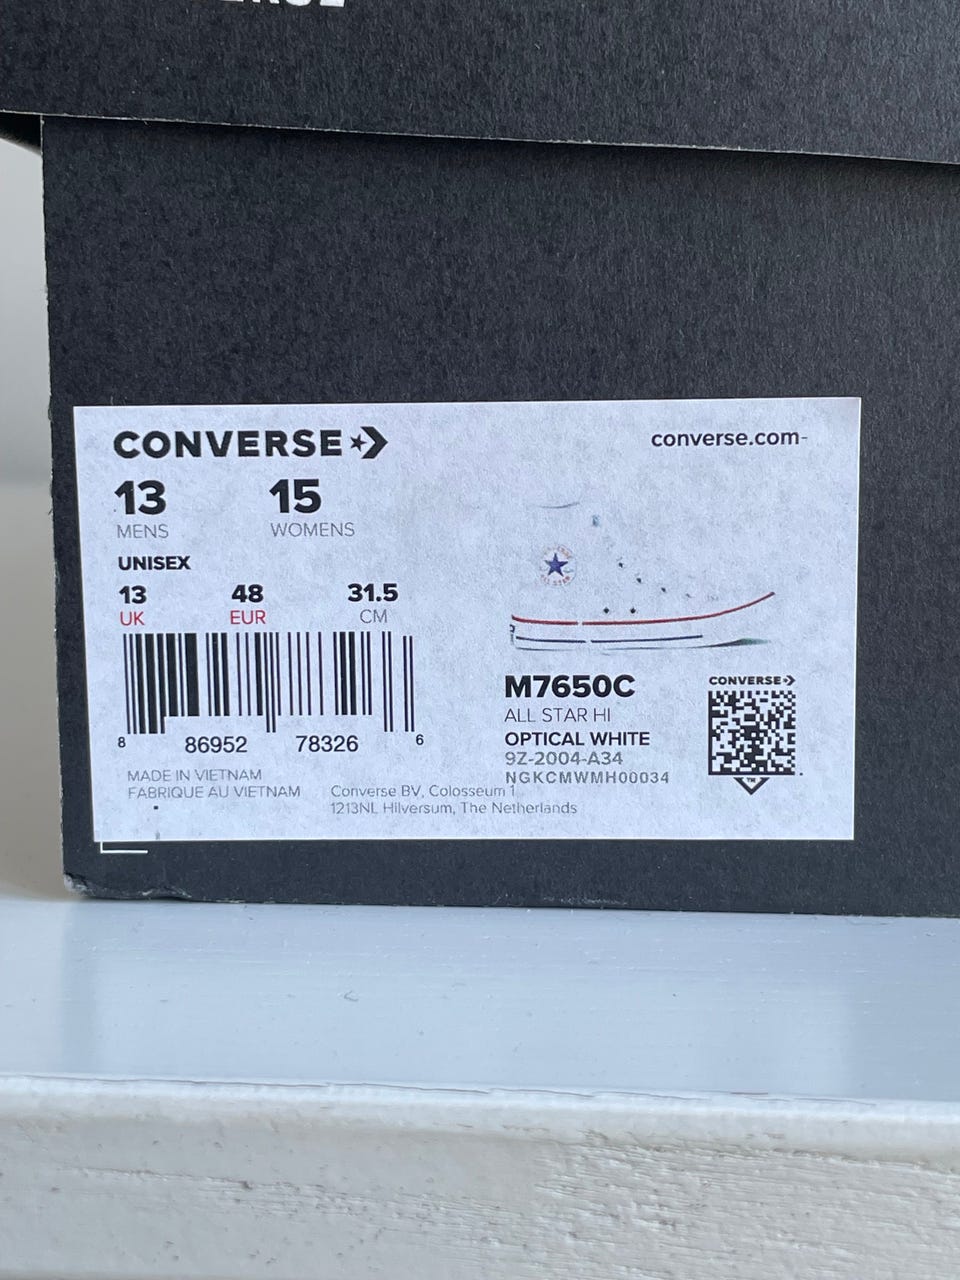 CONVERSE
converse.com-
13 15
MENS WOMENS
UNISEX
13 48 31.5
UK EUR CM
8 86952 78326 6
MADE IN VIETNAM
FABRIQUE AU VIETNAM
Converse BV, Colosseum 1
1213NL Hilversum, The Netherlands
M7650C
ALL STAR HI
OPTICAL WHITE
9Z-2004-A34
NGKCMWMH00034
CONVERSE
TM